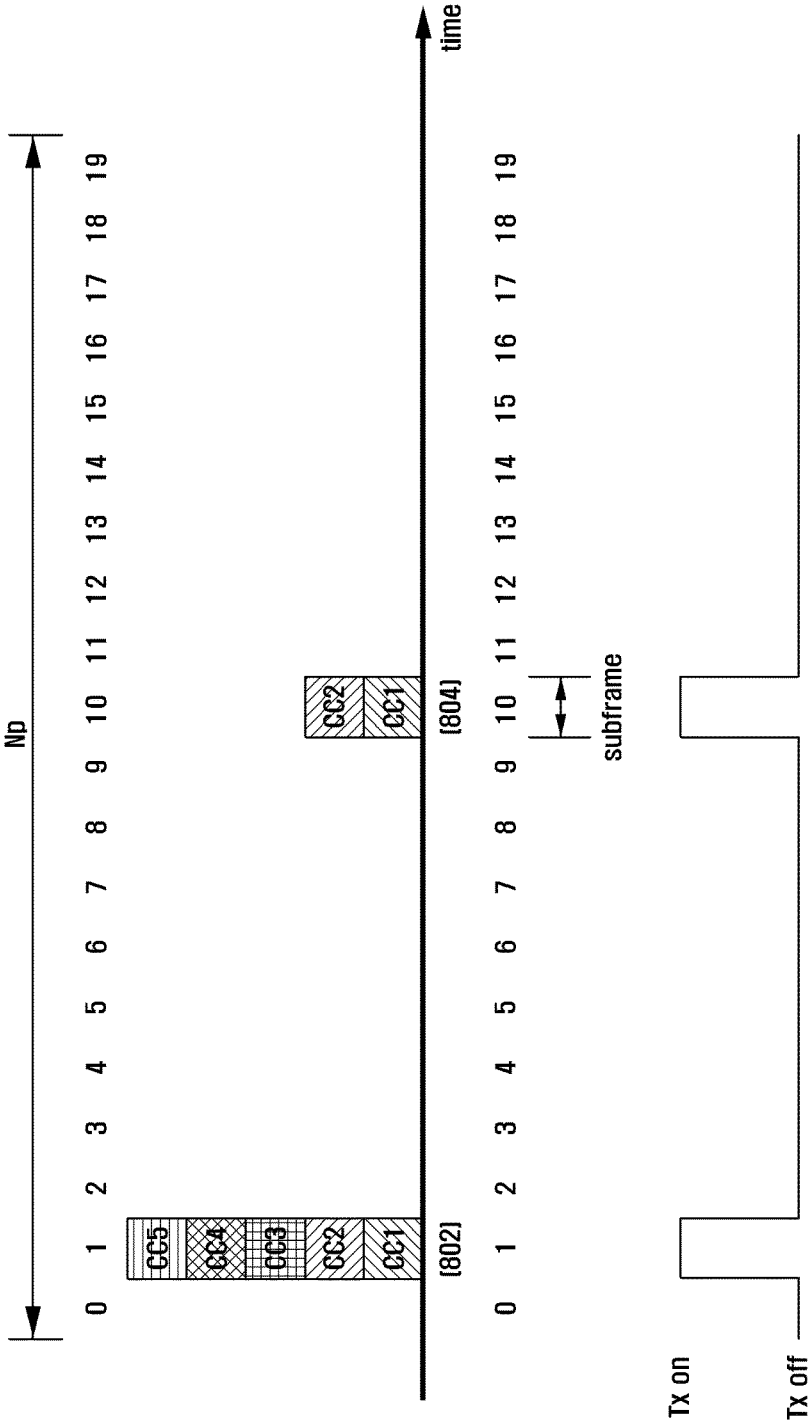 Np
0 1 2 3 4 5 6 7 8 9 10 11 12 13 14 15 16 17 18 19
CC5
CC4
CC3
CC2 CC2
CC1 CC1
time
(802) (804)
0 1 2 3 4 5 6 7 8 9 10 11 12 13 14 15 16 17 18 19
subframe
Tx on
Tx off